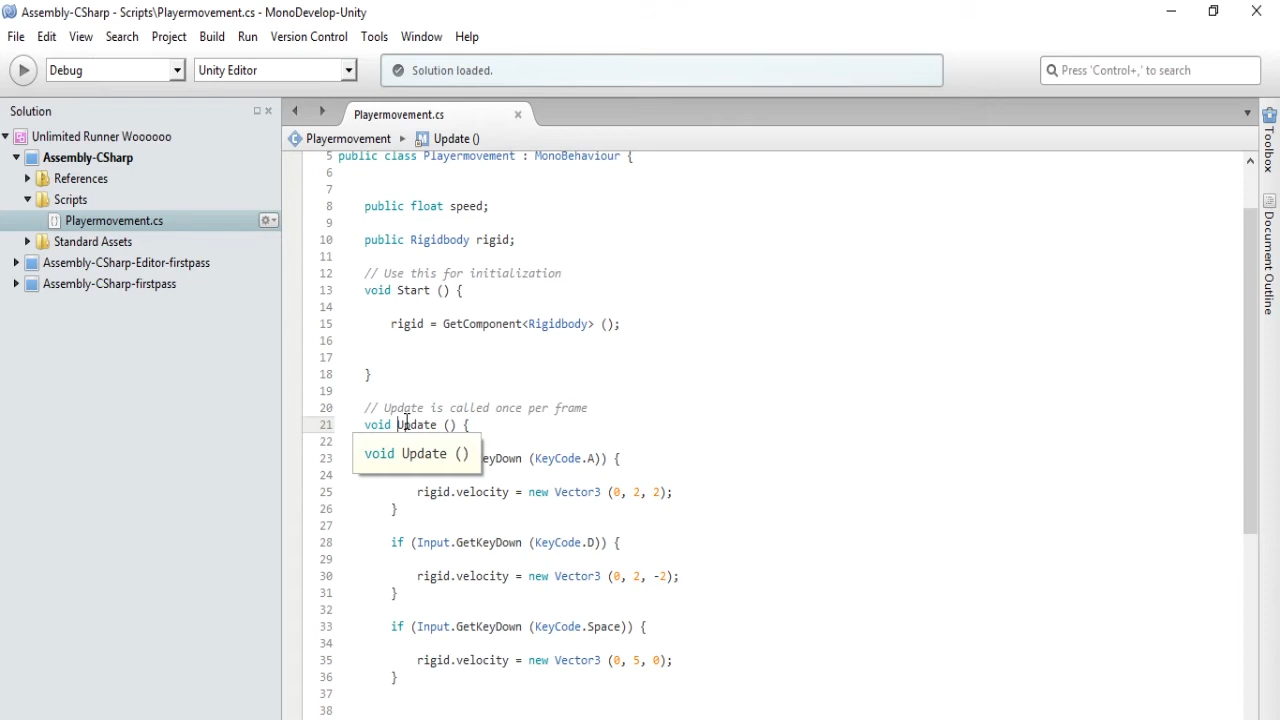 Assembly-CSharp - Scripts\Playermovement.cs - MonoDevelop-Unity
File Edit View Search Project Build Run Version Control Tools Window Help
Debug Unity Editor Solution loaded. Press 'Control+,' to search
Solution
Unlimited Runner Woooooo
Assembly-CSharp
References
Scripts
Playermovement.cs
Standard Assets
Assembly-CSharp-Editor-firstpass
Assembly-CSharp-firstpass
Playermovement.cs
Playermovement Update ()
5 public class Playermovement : MonoBehaviour {
6
7
8 public float speed;
9
10 public Rigidbody rigid;
11
12 // Use this for initialization
13 void Start () {
14
15 rigid = GetComponent<Rigidbody> ();
16
17
18 }
19
20 // Update is called once per frame
21 void Update () {
22
void Update ()
23 eyDown (KeyCode.A)) {
24
25 rigid.velocity = new Vector3 (0, 2, 2);
26 }
27
28 if (Input.GetKeyDown (KeyCode.D)) {
29
30 rigid.velocity = new Vector3 (0, 2, -2);
31 }
32
33 if (Input.GetKeyDown (KeyCode.Space)) {
34
35 rigid.velocity = new Vector3 (0, 5, 0);
36 }
37
38
Toolbox
Document Outline